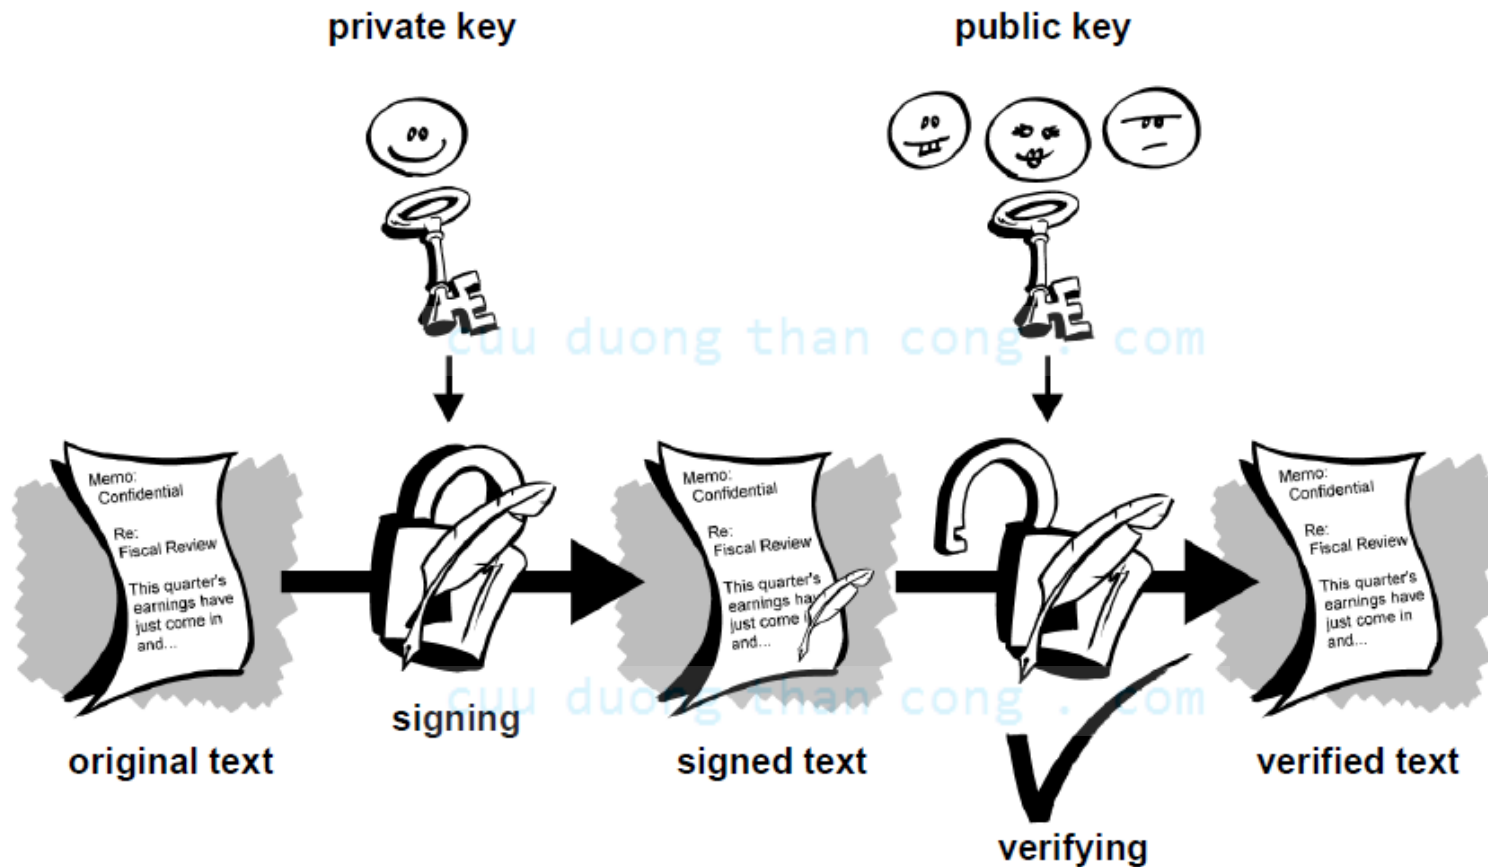 private key
public key
cuu duong than cong . com
Memo:
Confidential
Re:
Fiscal Review
This quarter's
earnings have
just come in
and...
Memo:
Confidential
Re:
Fiscal Review
This quarter's
earnings
just come
and...
Memo:
Confidential
Re:
Fiscal Review
This quarter's
earnings have
just come in
and...
cuu duong than cong . com
signing
original text
signed text
verified text
verifying